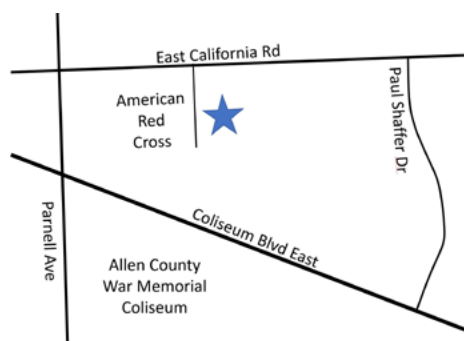 East California Rd
American
Red
Cross
Paul Shaffer Dr
Coliseum Blvd East
Parnell Ave
Allen County
War Memorial
Coliseum